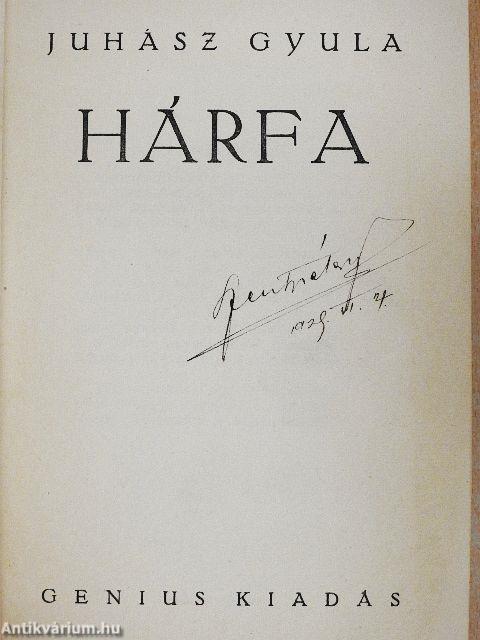 JUHÁSZ GYULA
HÁRFA
GENIUS KIADÁS
Antikvárium.hu